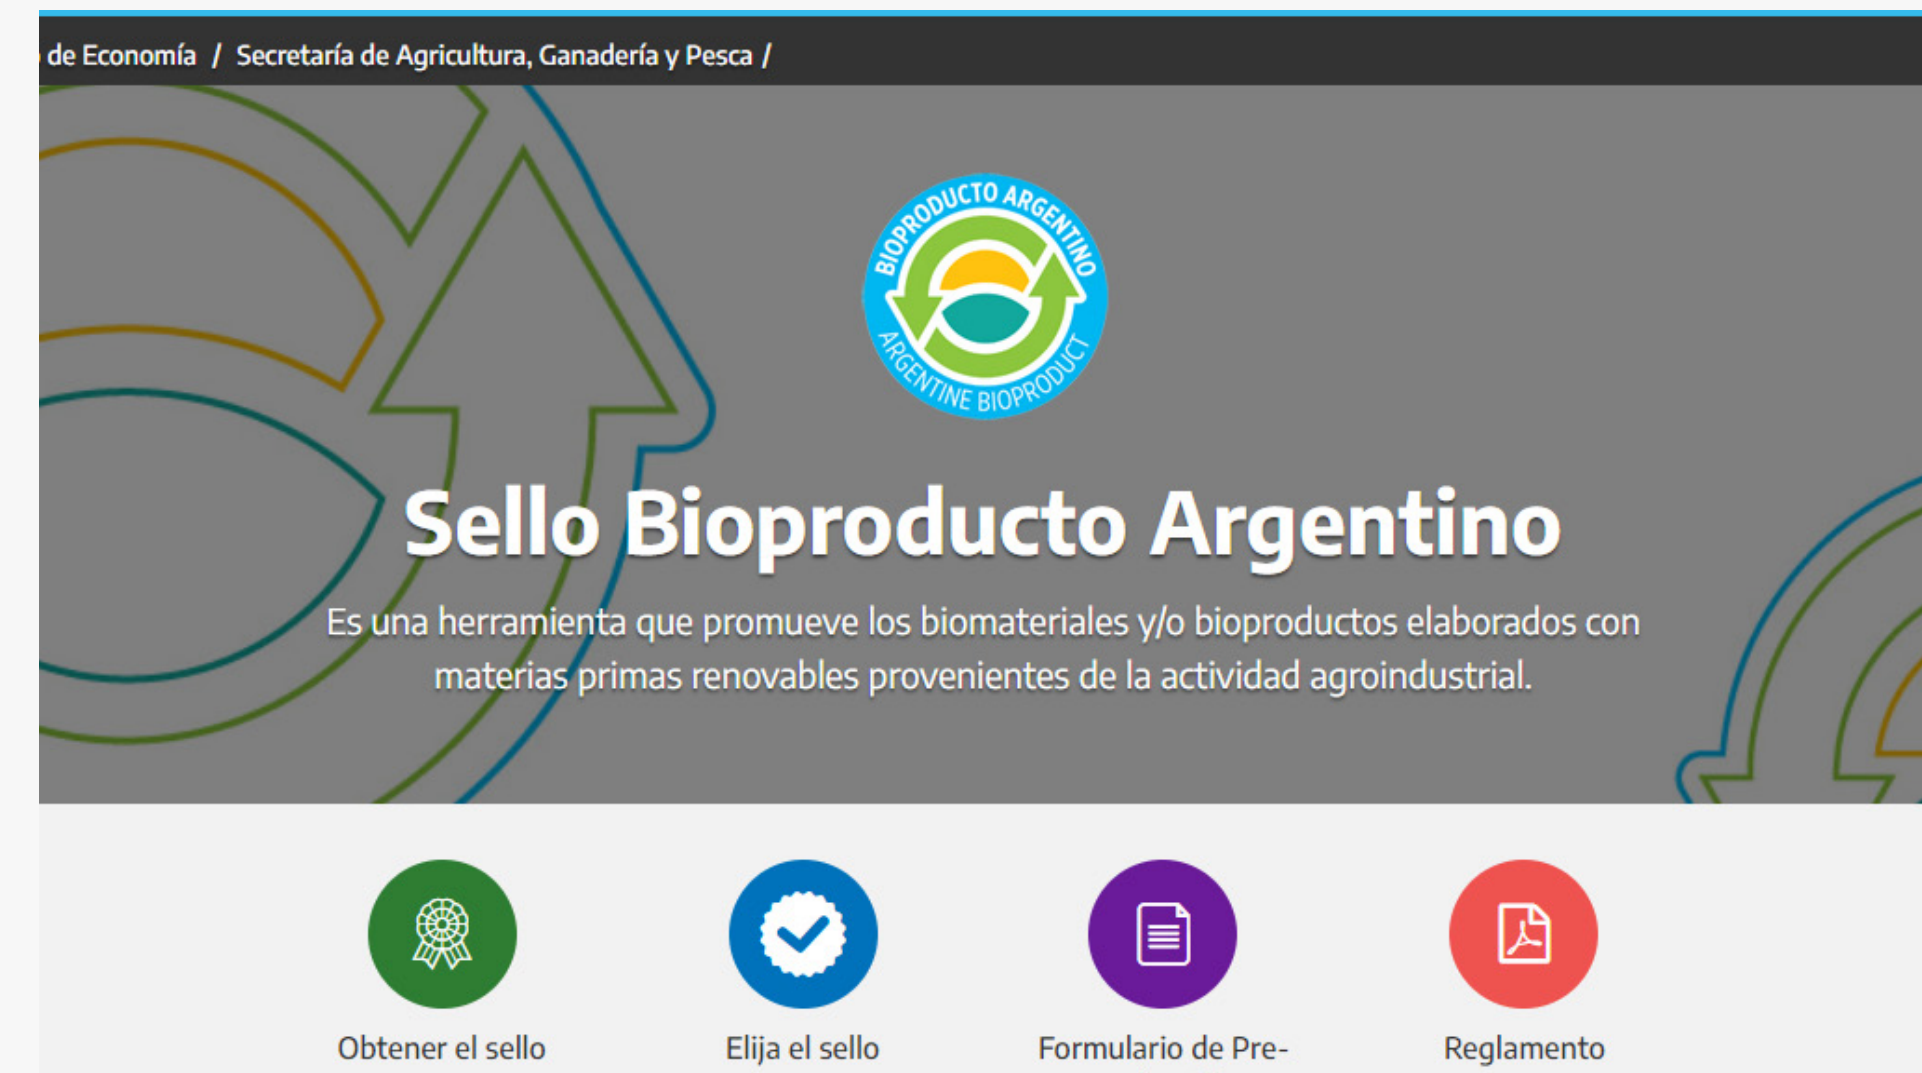 de Economía / Secretaría de Agricultura, Ganadería y Pesca /
BIOPRODUCTO ARGENTINO
ARGENTINE BIOPRODUCT
Sello Bioproducto Argentino
Es una herramienta que promueve los biomateriales y/o bioproductos elaborados con
materias primas renovables provenientes de la actividad agroindustrial.
Obtener el sello
Elija el sello
Formulario de Pre-
Reglamento